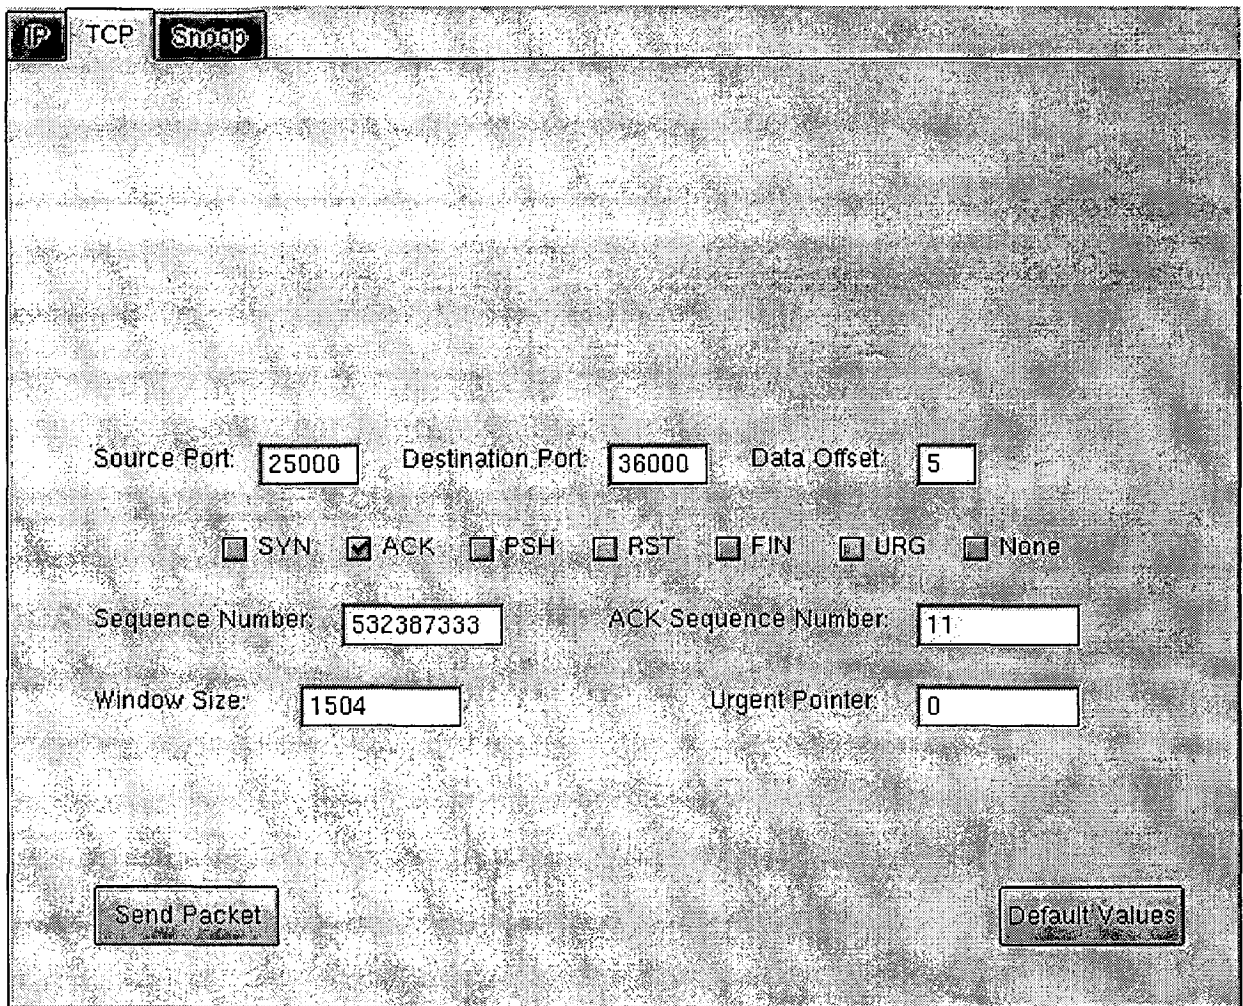 IP TCP Snoop
Source Port: 25000 Destination Port: 36000 Data Offset: 5
SYN ACK PSH RST FIN URG None
Sequence Number: 532387333 ACK Sequence Number: 11
Window Size: 1504 Urgent Pointer: 0
Send Packet Default Values